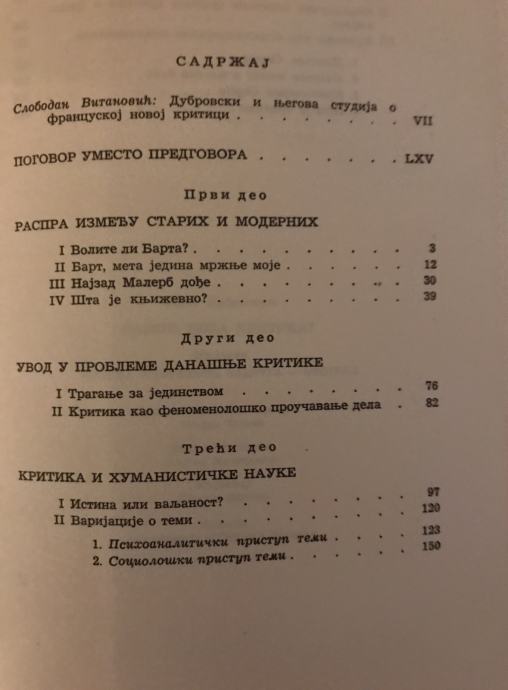 САДРЖАЈ
Слободан Витановић: Дубровски и његова студија о
француској новој критици . . . . . . . VII
ПОГОВОР УМЕСТО ПРЕДГОВОРА . . . . . . LXV
Први део
РАСПРА ИЗМЕЂУ СТАРИХ И МОДЕРНИХ
I Волите ли Барта? . . . . . . . . . 3
II Барт, мета једина мржње моје . . . . . 12
III Најзад Малерб дође . . . . . . . . 30
IV Шта је књижевно? . . . . . . . . 39
Други део
УВОД У ПРОБЛЕМЕ ДАНАШЊЕ КРИТИКЕ
I Трагање за јединством . . . . . . . 76
II Критика као феноменолошко проучавање дела . 82
Трећи део
КРИТИКА И ХУМАНИСТИЧКЕ НАУКЕ
I Истина или ваљаност? . . . . . . . 97
II Варијације о теми . . . . . . . . 120
1. Психоаналитички приступ теми . . . . 123
2. Социолошки приступ теми . . . . . . 150